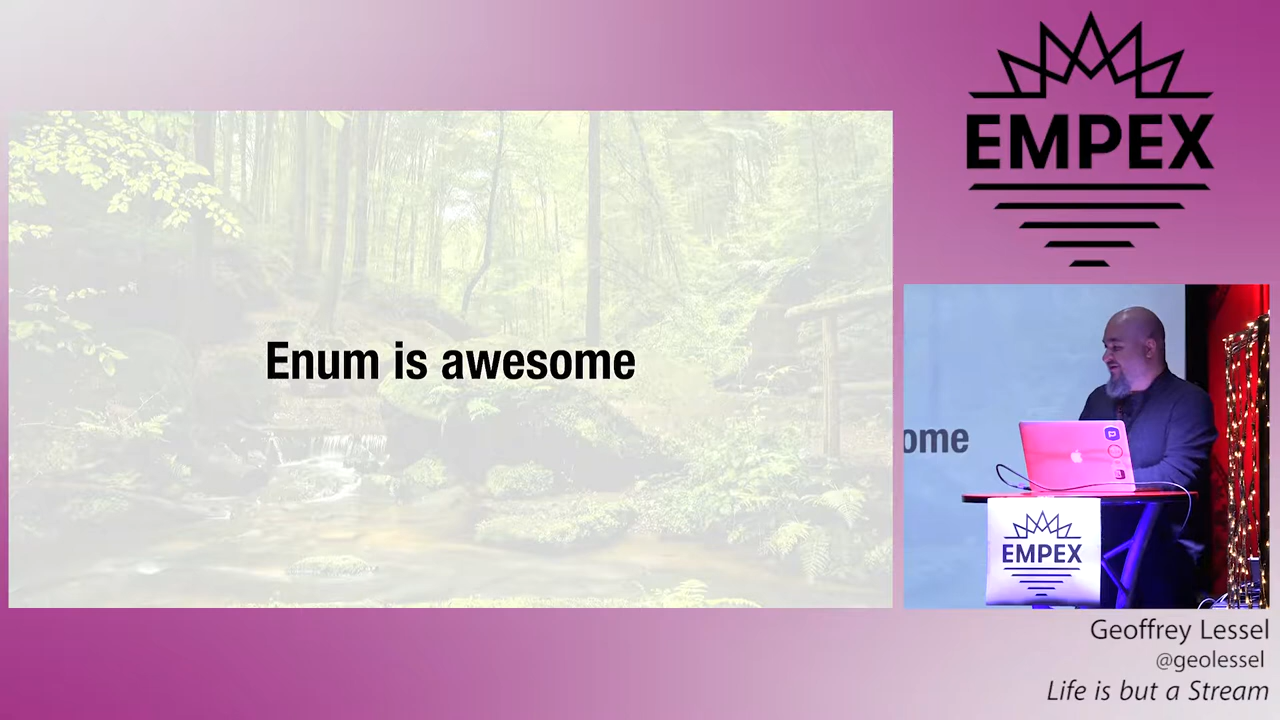 EMPEX
Enum is awesome
ome
EMPEX
Geoffrey Lessel
@geolessel
Life is but a Stream